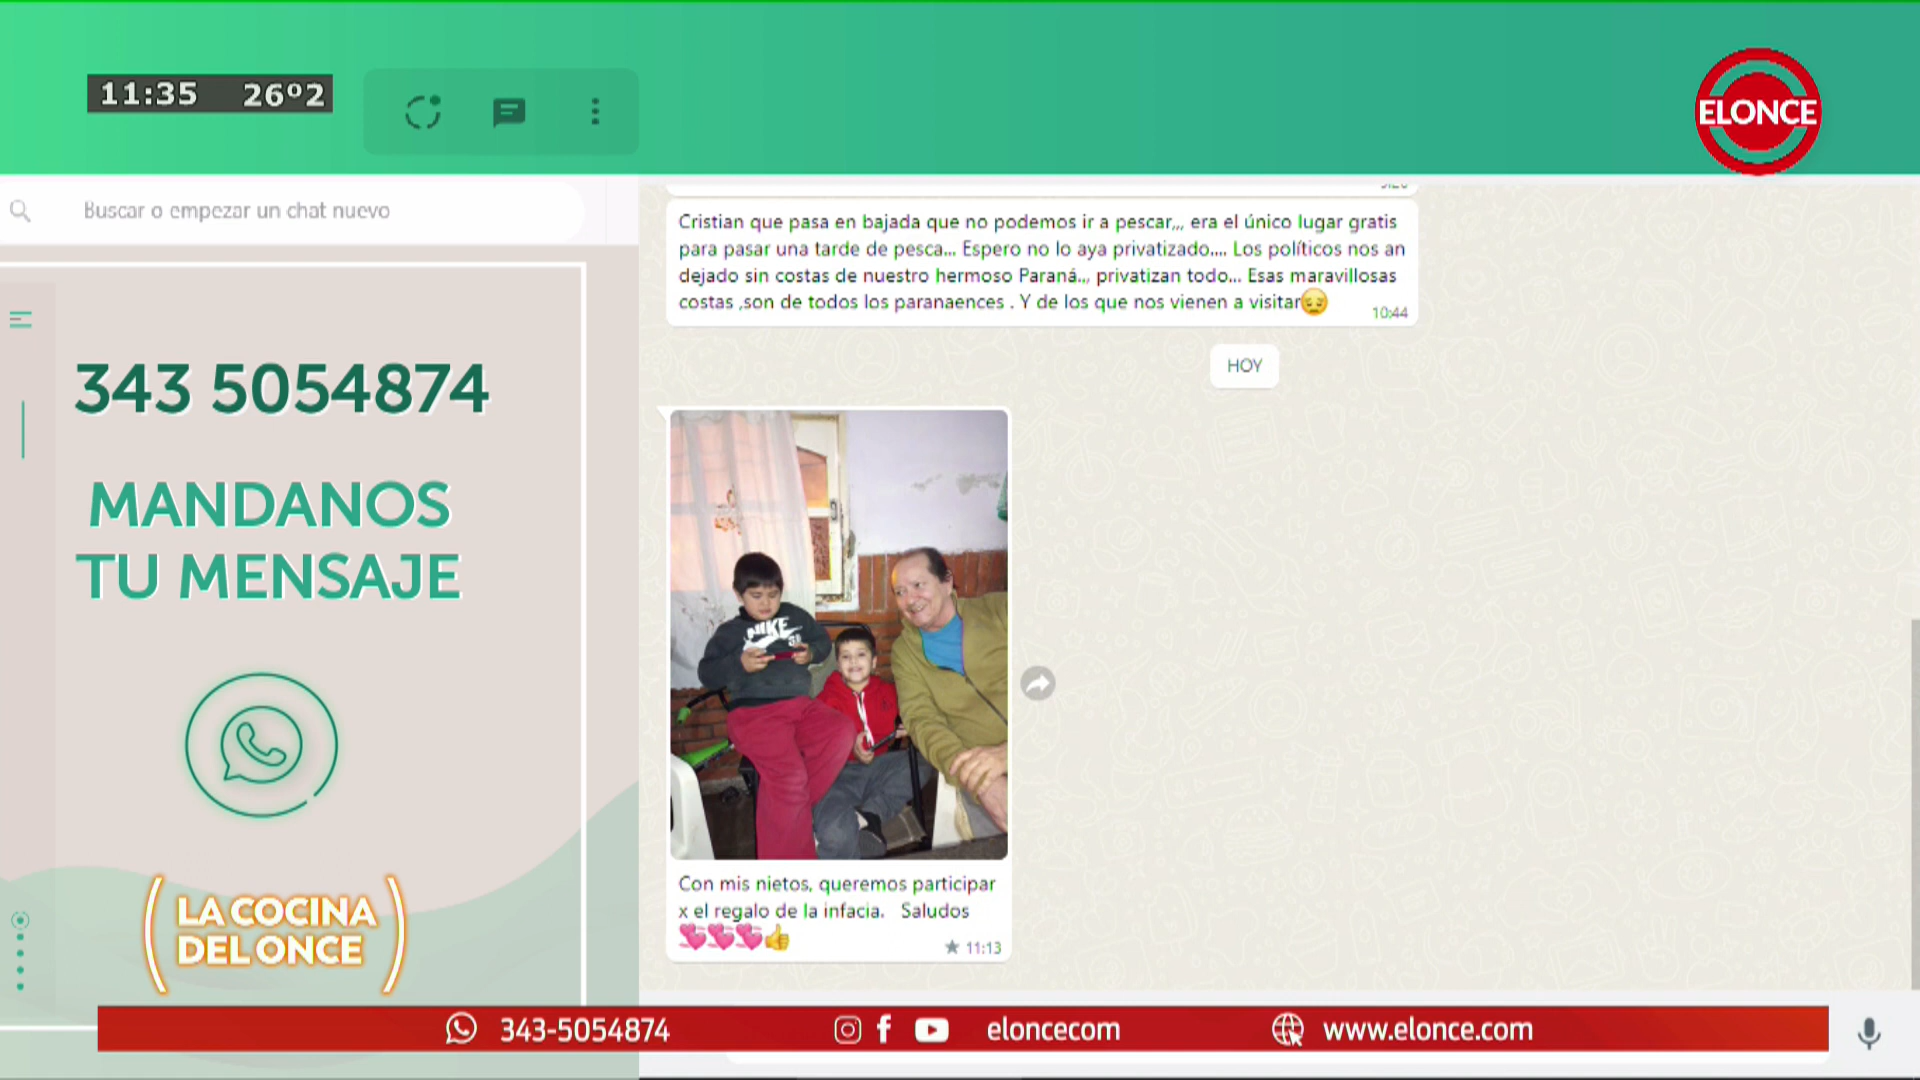 11:35 26º2
ELONCE
Buscar o empezar un chat nuevo
Cristian que pasa en bajada que no podemos ir a pescar,,, era el único lugar gratis
para pasar una tarde de pesca... Espero no lo aya privatizado.... Los políticos nos an
dejado sin costas de nuestro hermoso Paraná.,, privatizan todo... Esas maravillosas
costas ,son de todos los paranaences . Y de los que nos vienen a visitar😔
10:44
HOY
343 5054874
MANDANOS
TU MENSAJE
NIKE
Con mis nietos, queremos participar
x el regalo de la infacia. Saludos
💞💞💞👍 ★ 11:13
LA COCINA
DEL ONCE
343-5054874 eloncecom www.elonce.com